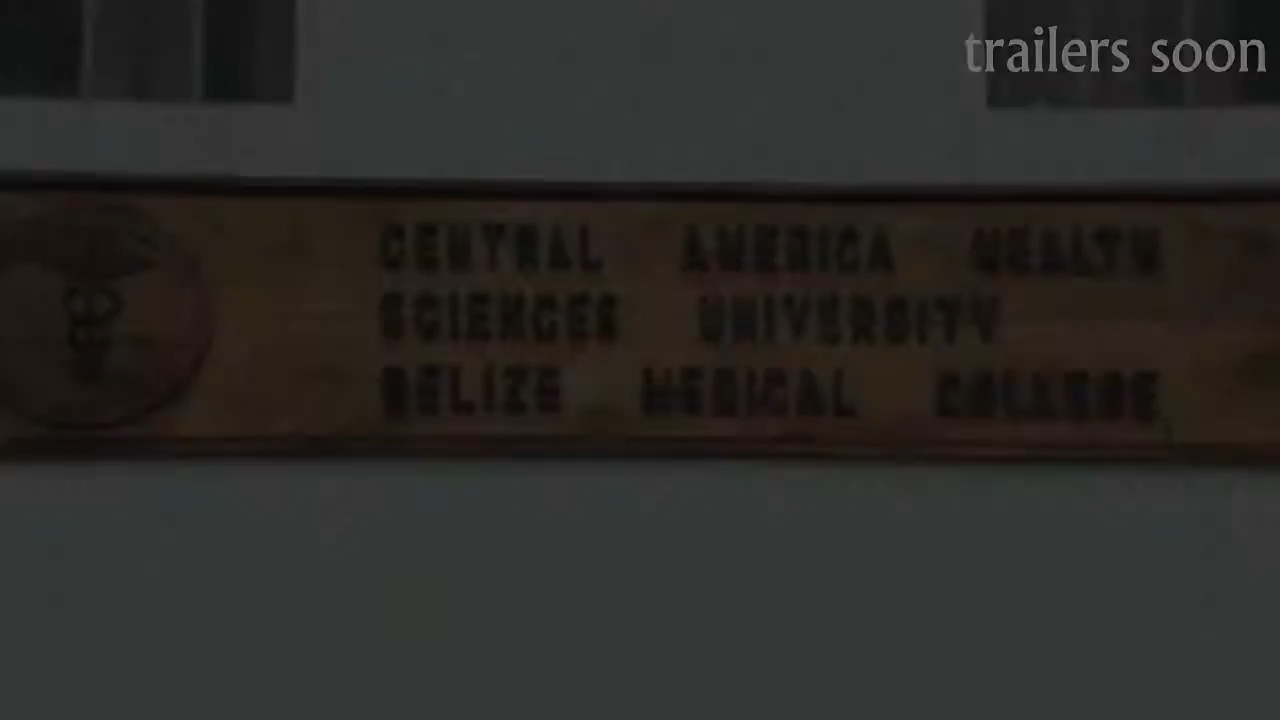 trailers soon
CENTRAL AMERICA HEALTH
SCIENCES UNIVERSITY
BELIZE MEDICAL COLLEGE